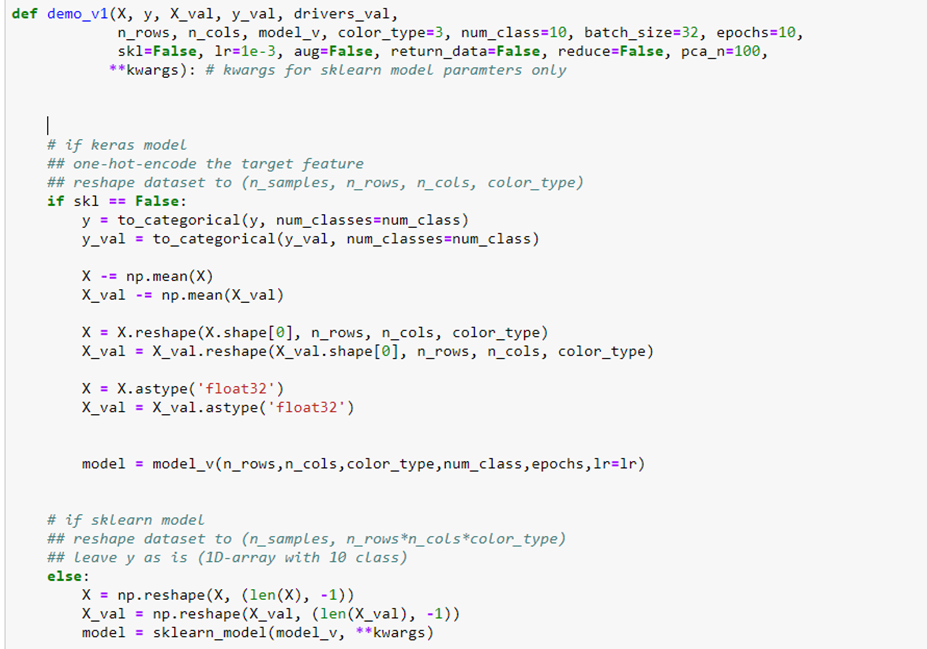 def demo_v1(X, y, X_val, y_val, drivers_val,
n_rows, n_cols, model_v, color_type=3, num_class=10, batch_size=32, epochs=10,
skl=False, lr=1e-3, aug=False, return_data=False, reduce=False, pca_n=100,
**kwargs): # kwargs for sklearn model paramters only
# if keras model
## one-hot-encode the target feature
## reshape dataset to (n_samples, n_rows, n_cols, color_type)
if skl == False:
y = to_categorical(y, num_classes=num_class)
y_val = to_categorical(y_val, num_classes=num_class)
X -= np.mean(X)
X_val -= np.mean(X_val)
X = X.reshape(X.shape[0], n_rows, n_cols, color_type)
X_val = X_val.reshape(X_val.shape[0], n_rows, n_cols, color_type)
X = X.astype('float32')
X_val = X_val.astype('float32')
model = model_v(n_rows,n_cols,color_type,num_class,epochs,lr=lr)
# if sklearn model
## reshape dataset to (n_samples, n_rows*n_cols*color_type)
## leave y as is (1D-array with 10 class)
else:
X = np.reshape(X, (len(X), -1))
X_val = np.reshape(X_val, (len(X_val), -1))
model = sklearn_model(model_v, **kwargs)